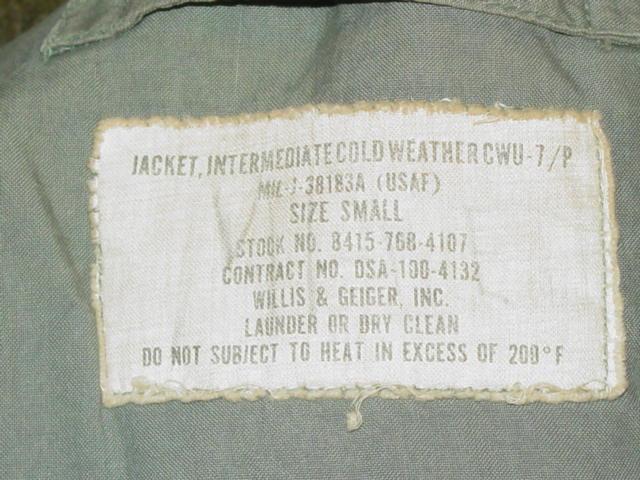 JACKET, INTERMEDIATE COLD WEATHER CWU-7/P
MIL-J-38183A (USAF)
SIZE SMALL
STOCK NO. 8415-768-4107
CONTRACT NO. DSA-100-4132
WILLIS & GEIGER, INC.
LAUNDER OR DRY CLEAN
DO NOT SUBJECT TO HEAT IN EXCESS OF 200°F